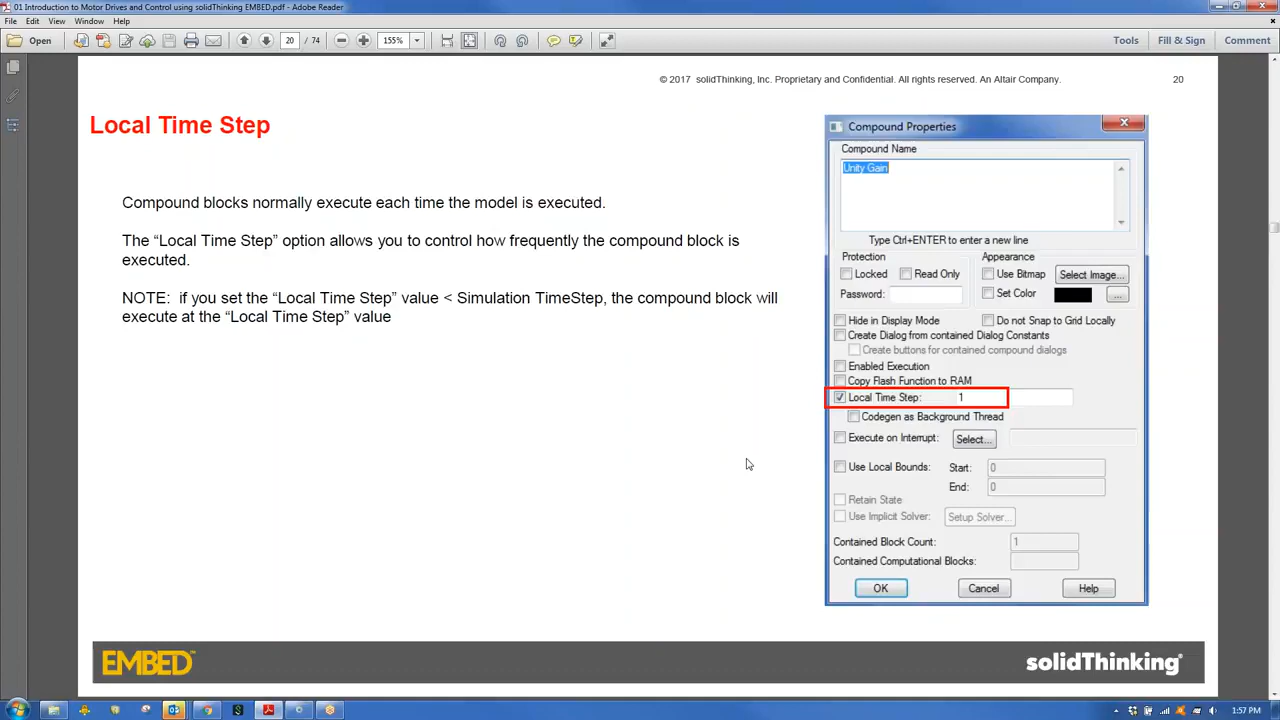 01 Introduction to Motor Drives and Control using solidThinking EMBED.pdf - Adobe Reader
File Edit View Window Help
Open 20 / 74 155% Tools Fill & Sign Comment
© 2017 solidThinking, Inc. Proprietary and Confidential. All rights reserved. An Altair Company. 20
Local Time Step
Compound blocks normally execute each time the model is executed.
The “Local Time Step” option allows you to control how frequently the compound block is
executed.
NOTE: if you set the “Local Time Step” value < Simulation TimeStep, the compound block will
execute at the “Local Time Step” value
Compound Properties
Compound Name
Unity Gain
Type Ctrl+ENTER to enter a new line
Protection Appearance
Locked Read Only Use Bitmap Select Image...
Password: Set Color ...
Hide in Display Mode Do not Snap to Grid Locally
Create Dialog from contained Dialog Constants
Create buttons for contained compound dialogs
Enabled Execution
Copy Flash Function to RAM
Local Time Step: 1
Codegen as Background Thread
Execute on Interrupt: Select...
Use Local Bounds: Start: 0
End: 0
Retain State
Use Implicit Solver: Setup Solver...
Contained Block Count: 1
Contained Computational Blocks:
OK Cancel Help
EMBED solidThinking
1:57 PM